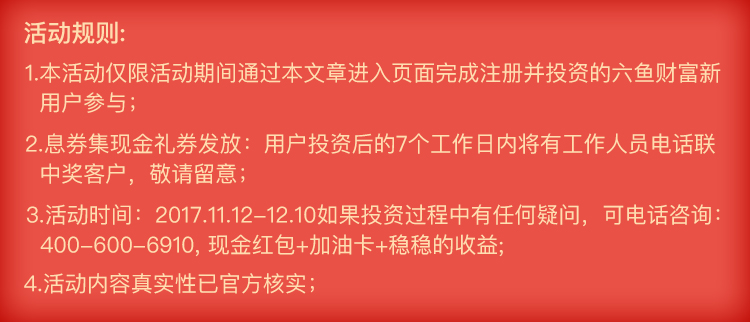 活动规则:
1.本活动仅限活动期间通过本文章进入页面完成注册并投资的六鱼财富新
用户参与；
2.息券集现金礼券发放：用户投资后的7个工作日内将有工作人员电话联
中奖客户，敬请留意；
3.活动时间：2017.11.12-12.10如果投资过程中有任何疑问，可电话咨询：
400-600-6910, 现金红包+加油卡+稳稳的收益;
4.活动内容真实性已官方核实；